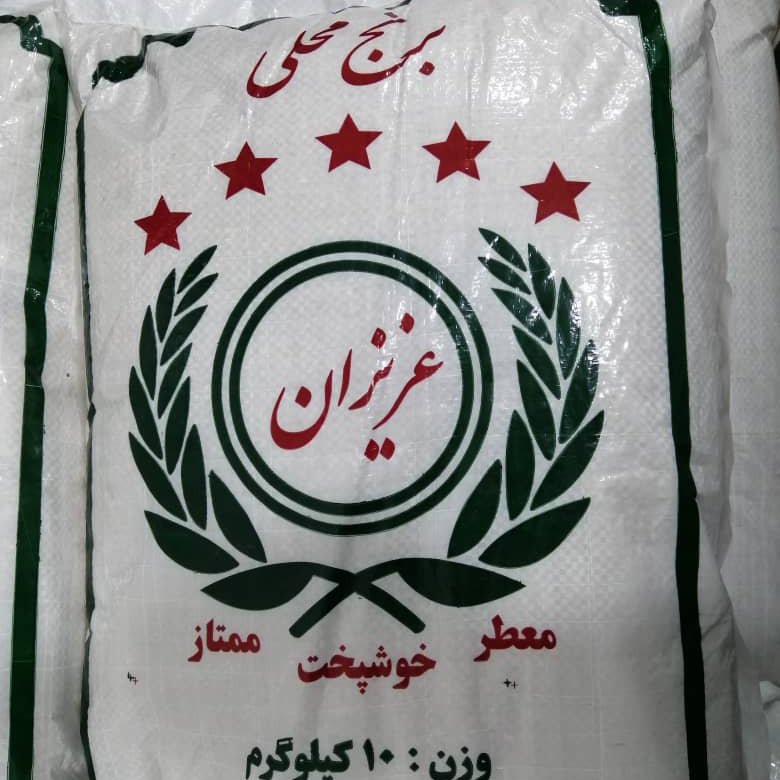 برنج محلی
عزیزان
معطر خوشپخت ممتاز
وزن : ۱۰ کیلوگرم